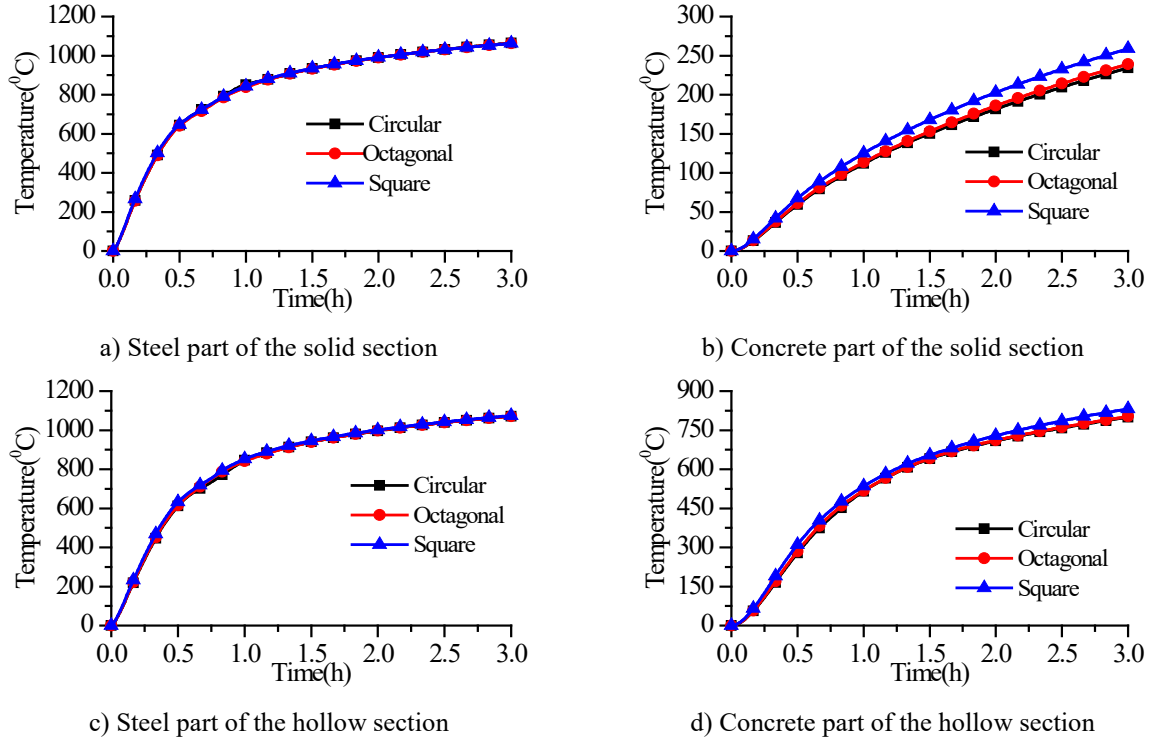 1200
1000
800
600
400
200
0
Temperature(⁰C)
0.0 0.5 1.0 1.5 2.0 2.5 3.0
Time(h)
Circular
Octagonal
Square
a) Steel part of the solid section
300
250
200
150
100
50
0
Temperature(⁰C)
0.0 0.5 1.0 1.5 2.0 2.5 3.0
Time(h)
Circular
Octagonal
Square
b) Concrete part of the solid section
1200
1000
800
600
400
200
0
Temperature(⁰C)
0.0 0.5 1.0 1.5 2.0 2.5 3.0
Time(h)
Circular
Octagonal
Square
c) Steel part of the hollow section
900
750
600
450
300
150
0
Temperature(⁰C)
0.0 0.5 1.0 1.5 2.0 2.5 3.0
Time(h)
Circular
Octagonal
Square
d) Concrete part of the hollow section